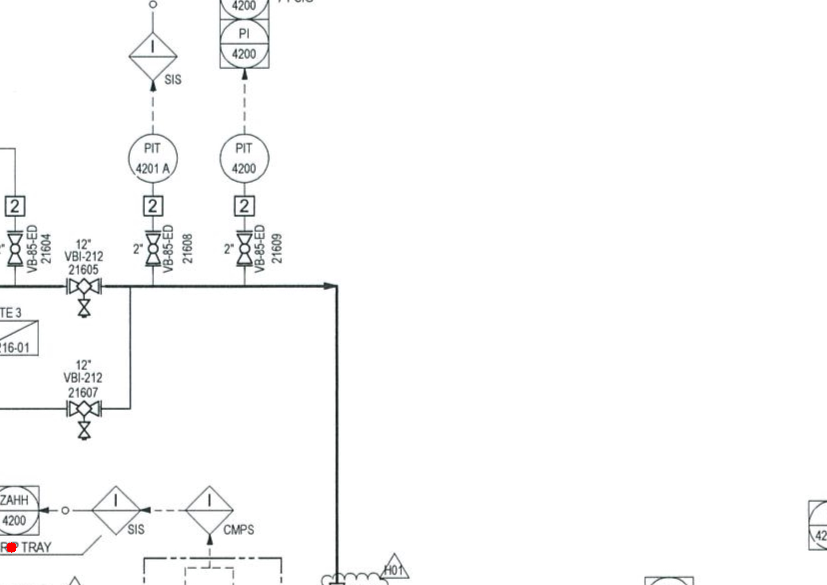 4200
PI
4200
I
SIS
PIT
4201 A
PIT
4200
2
2
2
VB-85-ED
21604
12"
VBI-212
21605
2"
VB-85-ED
21608
2"
VB-85-ED
21609
TE 3
216-01
12"
VBI-212
21607
ZAHH
4200
I
SIS
I
CMPS
TRAY
H01
42